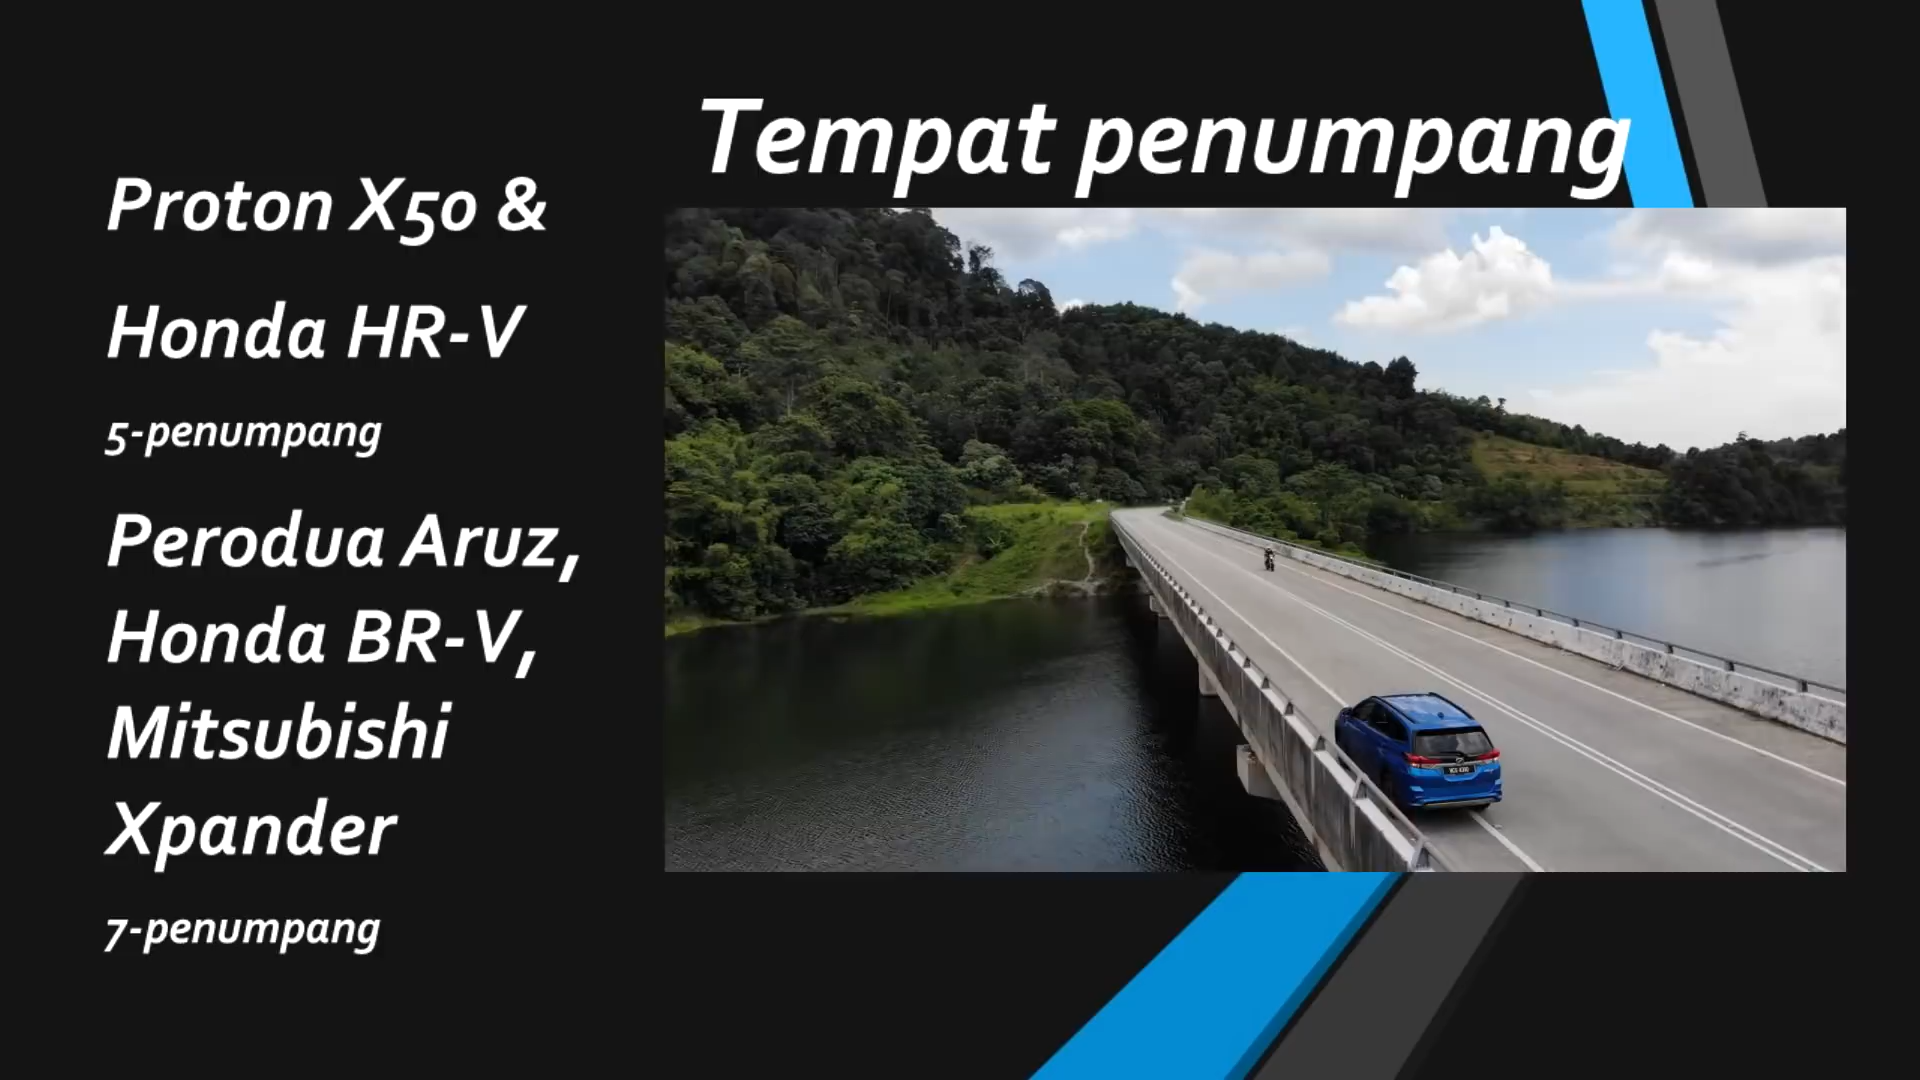 Tempat penumpang
Proton X50 &
Honda HR-V
5-penumpang
Perodua Aruz,
Honda BR-V,
Mitsubishi
Xpander
7-penumpang